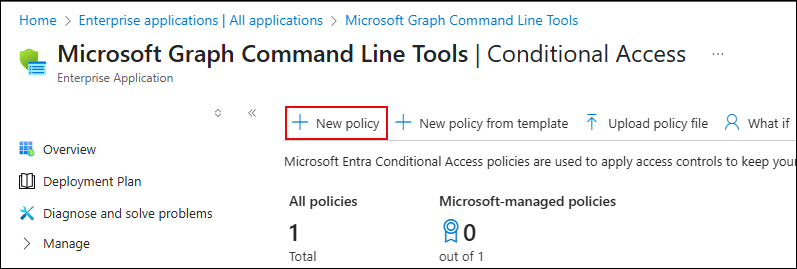 Home > Enterprise applications | All applications > Microsoft Graph Command Line Tools
Microsoft Graph Command Line Tools | Conditional Access ...
Enterprise Application
New policy New policy from template Upload policy file What if
Overview
Microsoft Entra Conditional Access policies are used to apply access controls to keep your
Deployment Plan
All policies Microsoft-managed policies
Diagnose and solve problems
1 0
Manage
Total out of 1